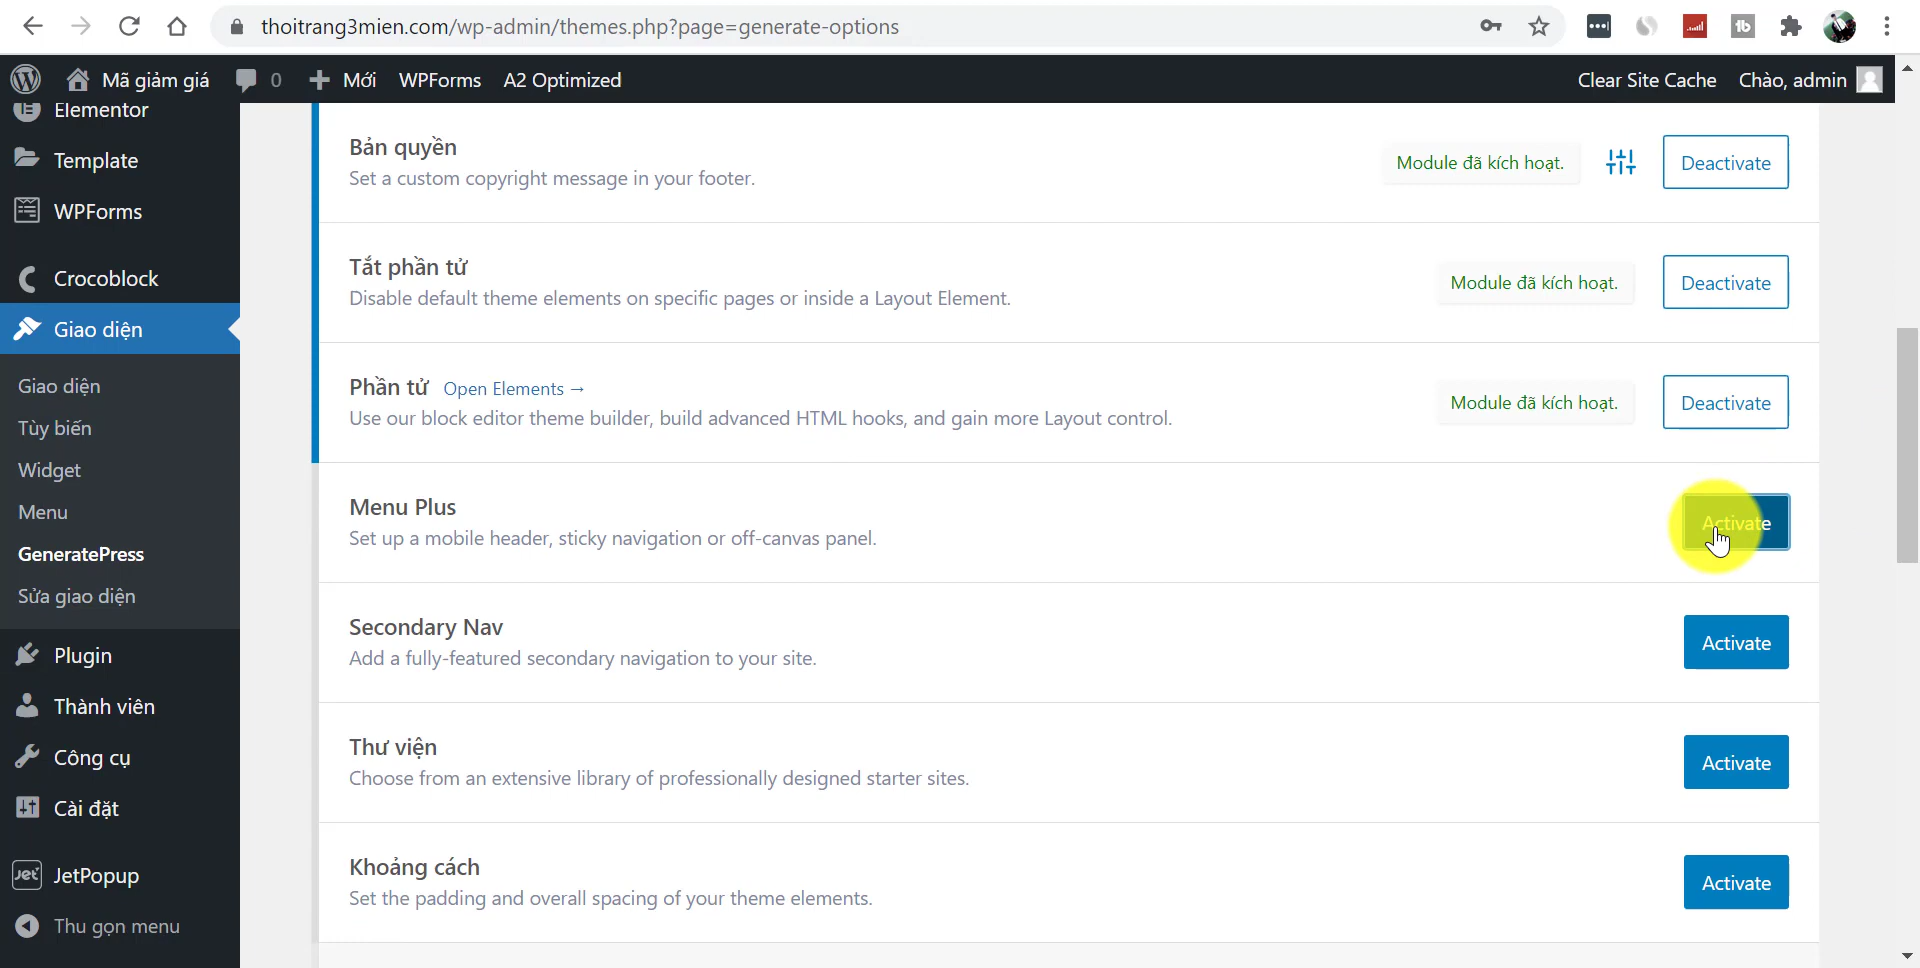 thoitrang3mien.com/wp-admin/themes.php?page=generate-options
Mã giảm giá 0 Mới WPForms A2 Optimized Clear Site Cache Chào, admin
Elementor
Template
WPForms
Crocoblock
Giao diện
Giao diện
Tùy biến
Widget
Menu
GeneratePress
Sửa giao diện
Plugin
Thành viên
Công cụ
Cài đặt
Jet JetPopup
Thu gọn menu
Bản quyền
Set a custom copyright message in your footer.
Module đã kích hoạt. Deactivate
Tắt phần tử
Disable default theme elements on specific pages or inside a Layout Element.
Module đã kích hoạt. Deactivate
Phần tử Open Elements →
Use our block editor theme builder, build advanced HTML hooks, and gain more Layout control.
Module đã kích hoạt. Deactivate
Menu Plus
Set up a mobile header, sticky navigation or off-canvas panel.
Activate
Secondary Nav
Add a fully-featured secondary navigation to your site.
Activate
Thư viện
Choose from an extensive library of professionally designed starter sites.
Activate
Khoảng cách
Set the padding and overall spacing of your theme elements.
Activate